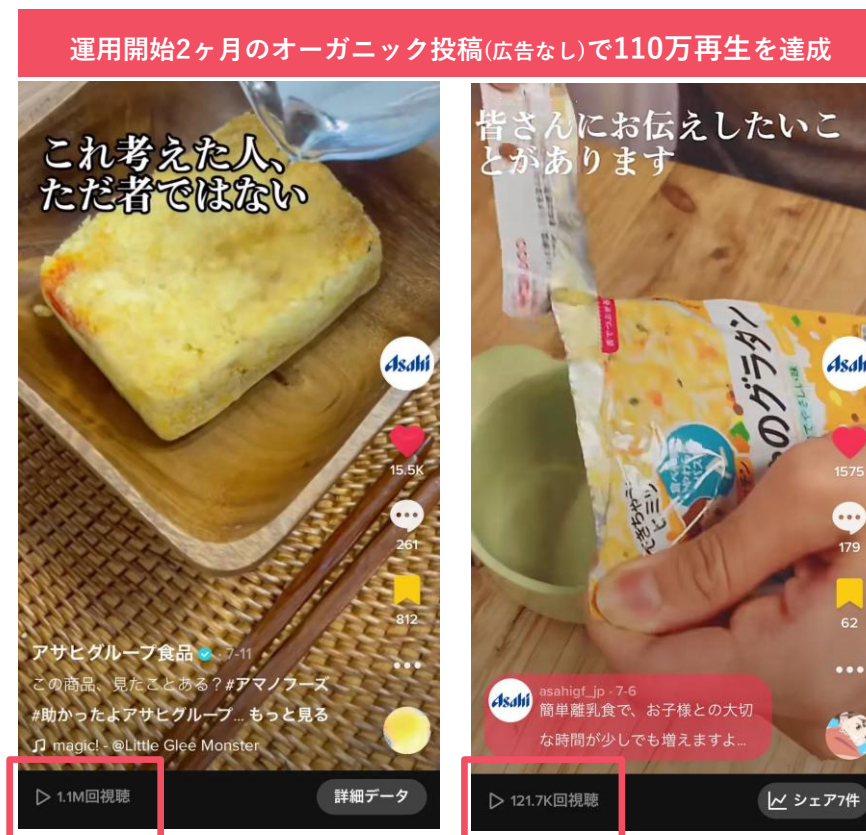 運用開始2ヶ月のオーガニック投稿(広告なし)で110万再生を達成
これ考えた人、
ただ者ではない
Asahi
15.5K
261
812
アサヒグループ食品 · 7-11
この商品、見たことある？#アマノフーズ
#助かったよアサヒグループ... もっと見る
magic! - @Little Glee Monster
1.1M回視聴
詳細データ
皆さんにお伝えしたいこ
とがあります
のグラタン
Asahi
1575
179
62
Asahi
asahigf_jp · 7-6
簡単離乳食で、お子様との大切
な時間が少しでも増えますよ...
121.7K回視聴
シェア7件